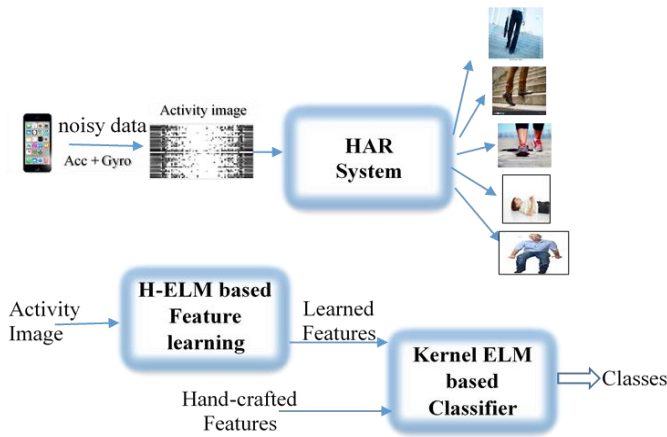 Activity image
noisy data
Acc + Gyro
HAR
System
Activity
Image
H-ELM based
Feature
learning
Learned
Features
Hand-crafted
Features
Kernel ELM
based
Classifier
Classes